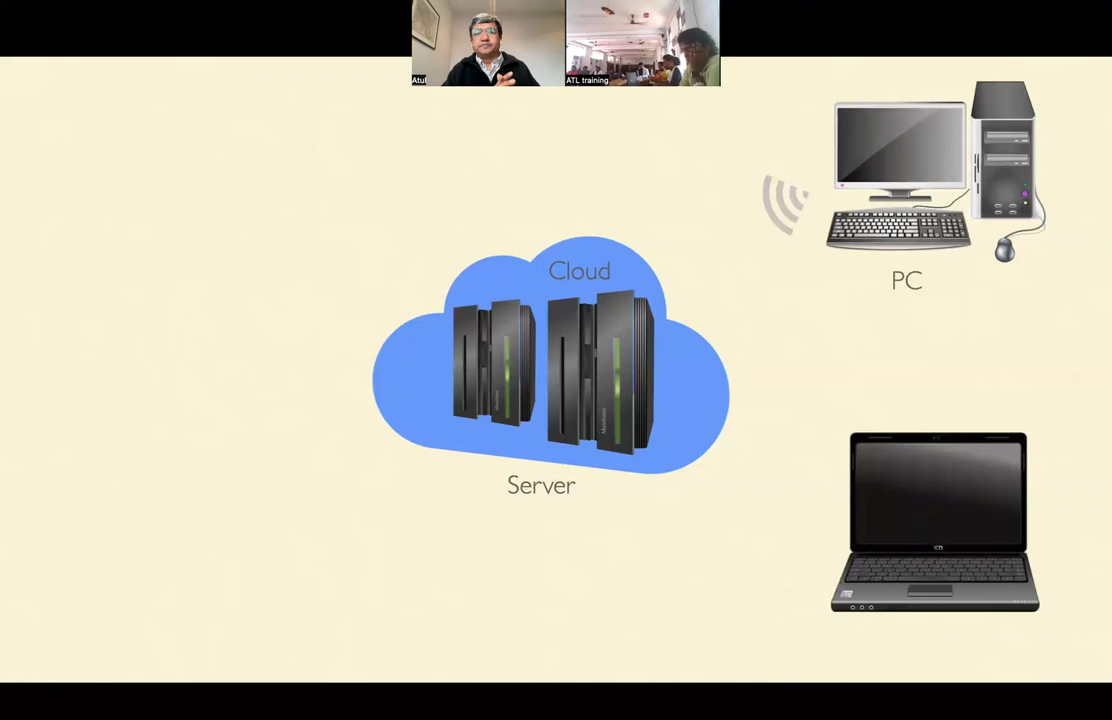 Atul
ATL training
Cloud
PC
Server